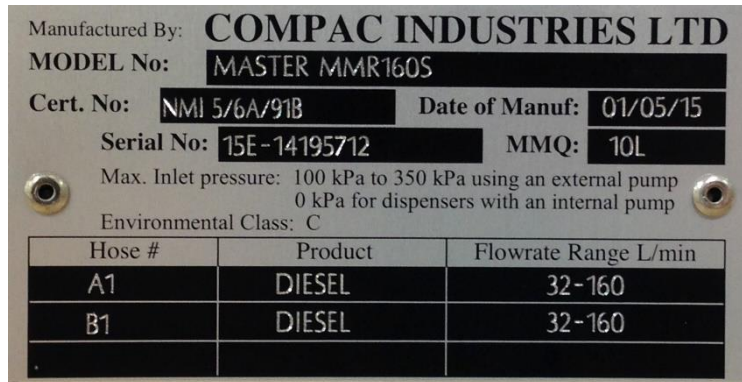 Manufactured By: COMPAC INDUSTRIES LTD
MODEL No: MASTER MMR160S
Cert. No: NMI 5/6A/91B Date of Manuf: 01/05/15
Serial No: 15E-14195712 MMQ: 10L
Max. Inlet pressure: 100 kPa to 350 kPa using an external pump
0 kPa for dispensers with an internal pump
Environmental Class: C
Hose # Product Flowrate Range L/min
A1 DIESEL 32-160
B1 DIESEL 32-160